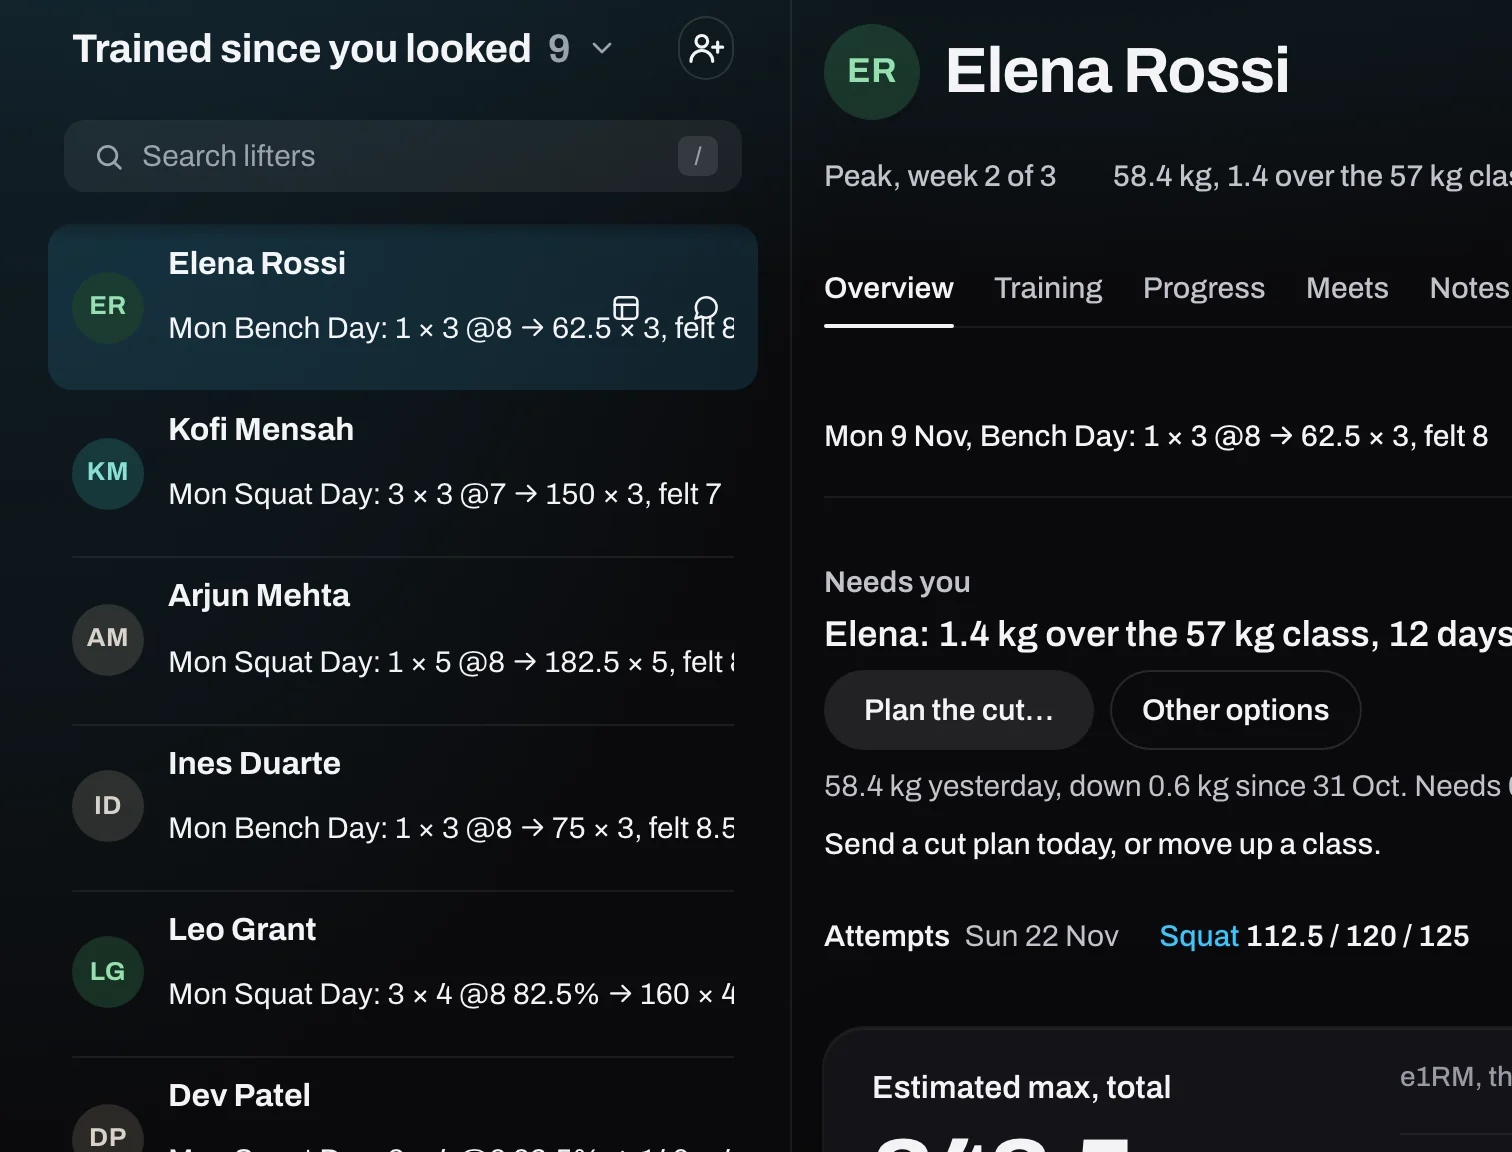 Trained since you looked 9
Search lifters /
ER
Elena Rossi
Mon Bench Day: 1 × 3 @8 → 62.5 × 3, felt 8
KM
Kofi Mensah
Mon Squat Day: 3 × 3 @7 → 150 × 3, felt 7
AM
Arjun Mehta
Mon Squat Day: 1 × 5 @8 → 182.5 × 5, felt
ID
Ines Duarte
Mon Bench Day: 1 × 3 @8 → 75 × 3, felt 8.5
LG
Leo Grant
Mon Squat Day: 3 × 4 @8 82.5% → 160 × 4
DP
Dev Patel
ER
Elena Rossi
Peak, week 2 of 3
58.4 kg, 1.4 over the 57 kg clas
Overview Training Progress Meets Notes
Mon 9 Nov, Bench Day: 1 × 3 @8 → 62.5 × 3, felt 8
Needs you
Elena: 1.4 kg over the 57 kg class, 12 days
Plan the cut… Other options
58.4 kg yesterday, down 0.6 kg since 31 Oct. Needs
Send a cut plan today, or move up a class.
Attempts Sun 22 Nov Squat 112.5 / 120 / 125
Estimated max, total
e1RM, th